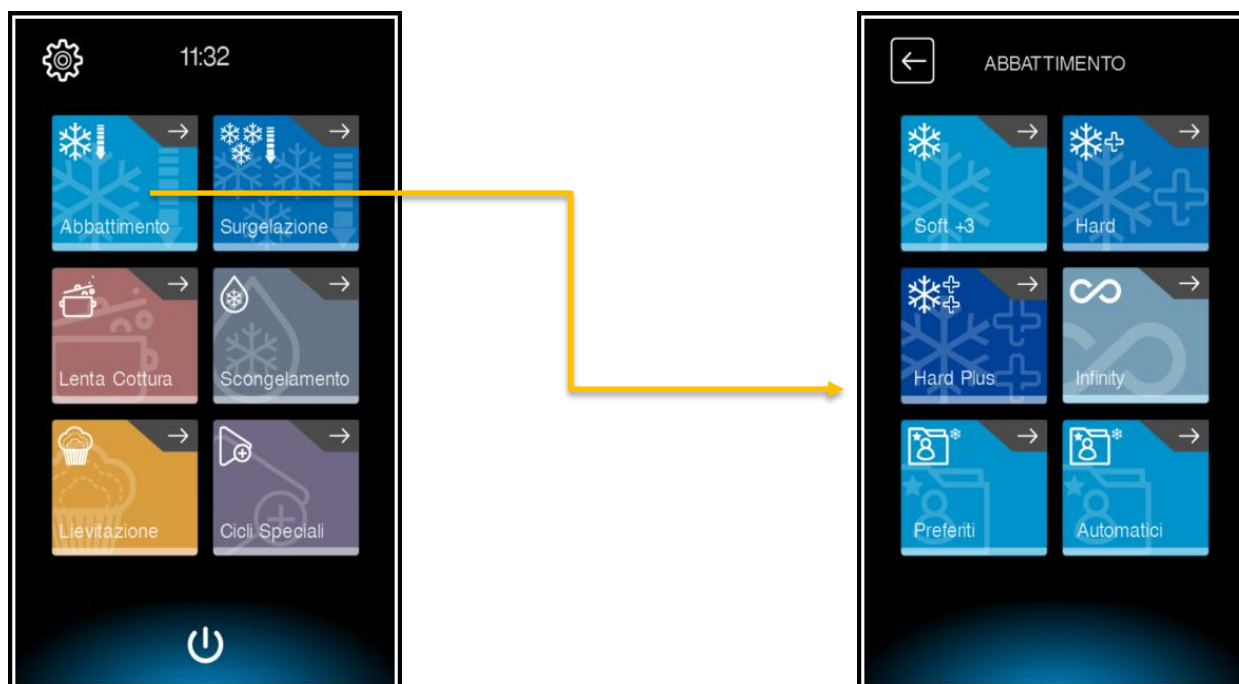 11:32
Abbattimento
Surgelazione
Lenta Cottura
Scongelamento
Lievitazione
Cicli Speciali
ABBATTIMENTO
Soft +3
Hard
Hard Plus
Infinity
Preferiti
Automatici